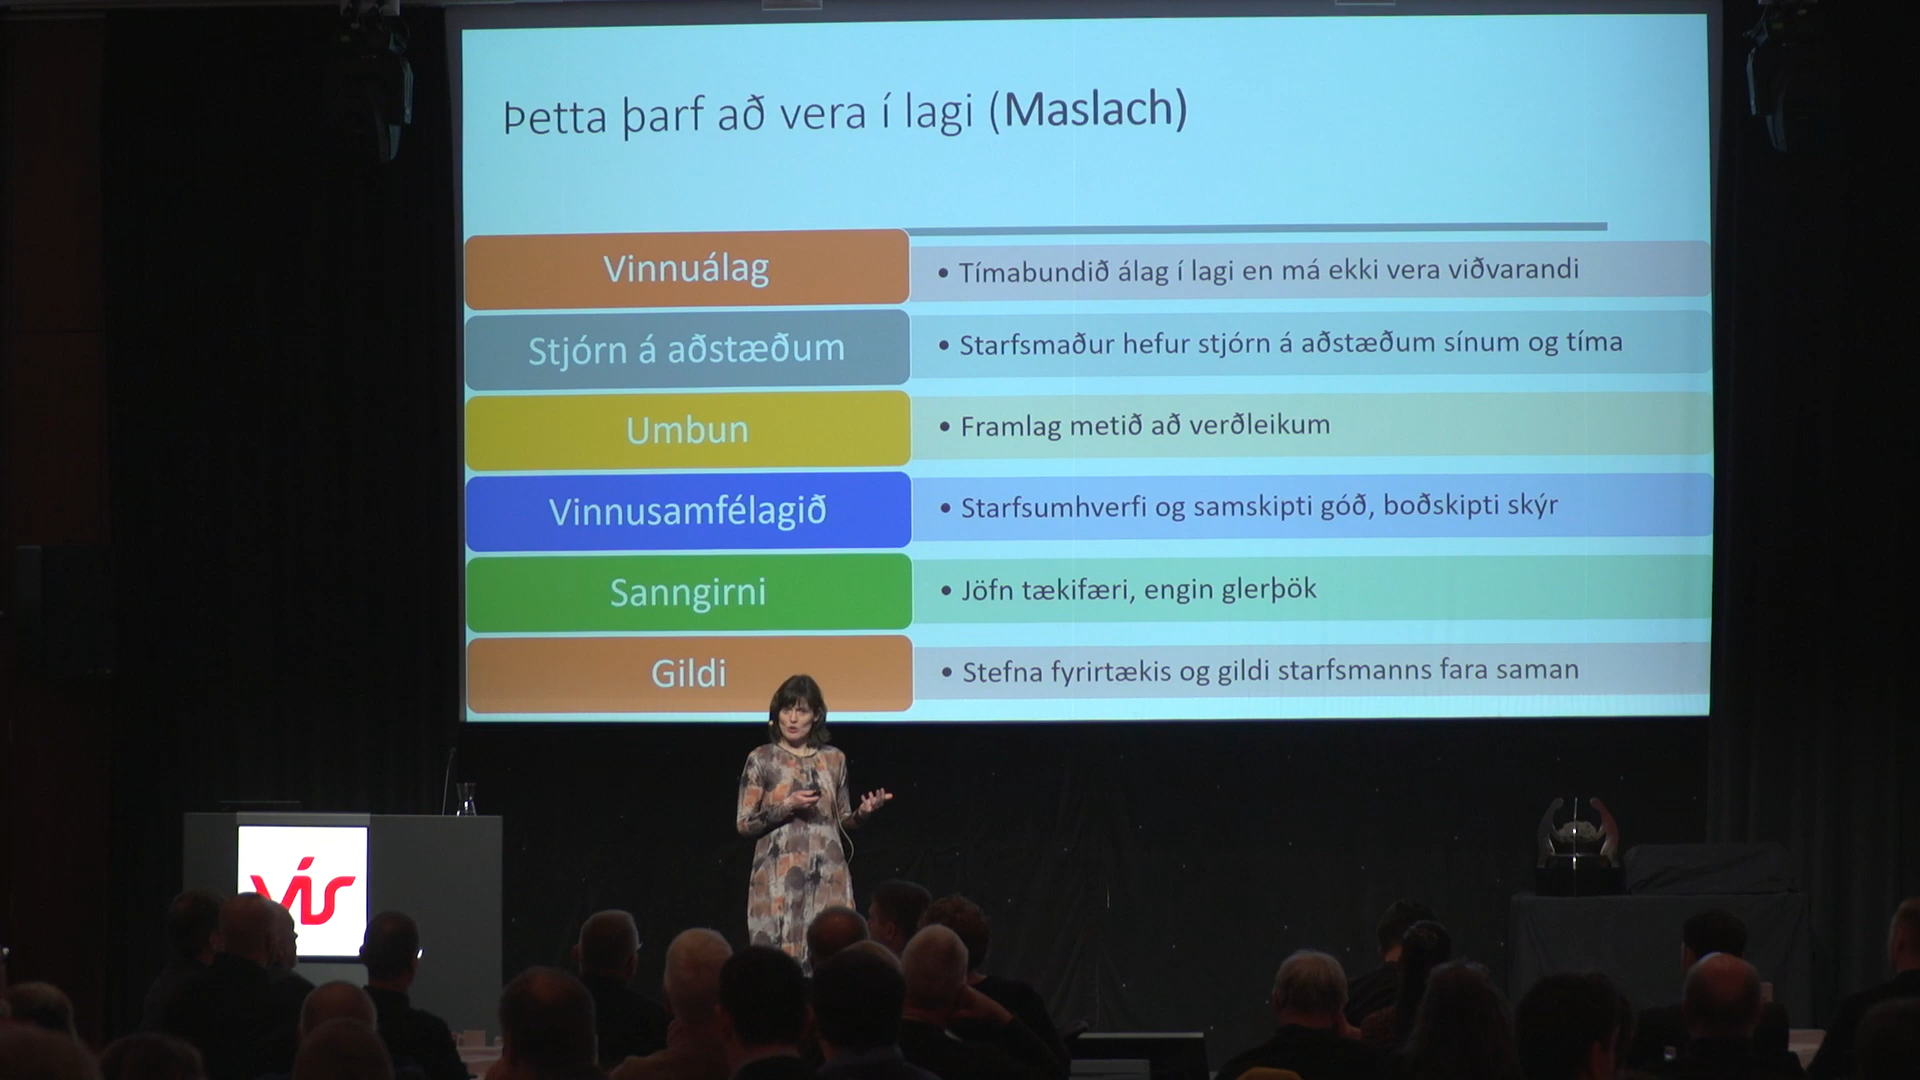 Þetta þarf að vera í lagi (Maslach)
Vinnuálag
• Tímabundið álag í lagi en má ekki vera viðvarandi
Stjórn á aðstæðum
• Starfsmaður hefur stjórn á aðstæðum sínum og tíma
Umbun
• Framlag metið að verðleikum
Vinnusamfélagið
• Starfsumhverfi og samskipti góð, boðskipti skýr
Sanngirni
• Jöfn tækifæri, engin glerþök
Gildi
• Stefna fyrirtækis og gildi starfsmanns fara saman
vís